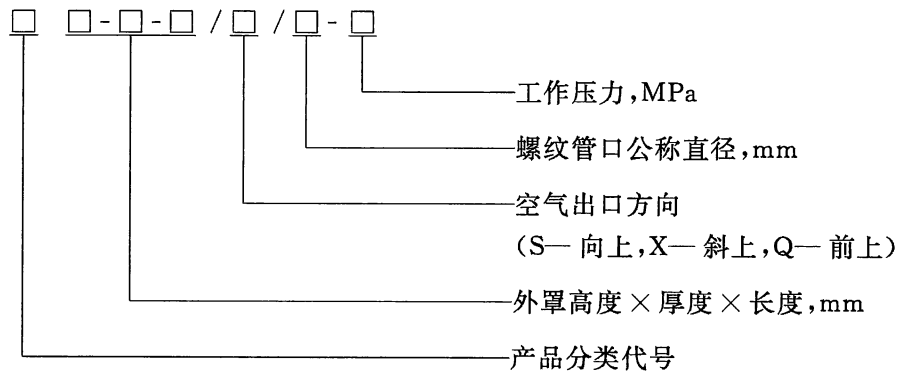 □ □-□-□/□/□-□
工作压力,MPa
螺纹管口公称直径,mm
空气出口方向
(S—向上,X—斜上,Q—前上)
外罩高度×厚度×长度,mm
产品分类代号